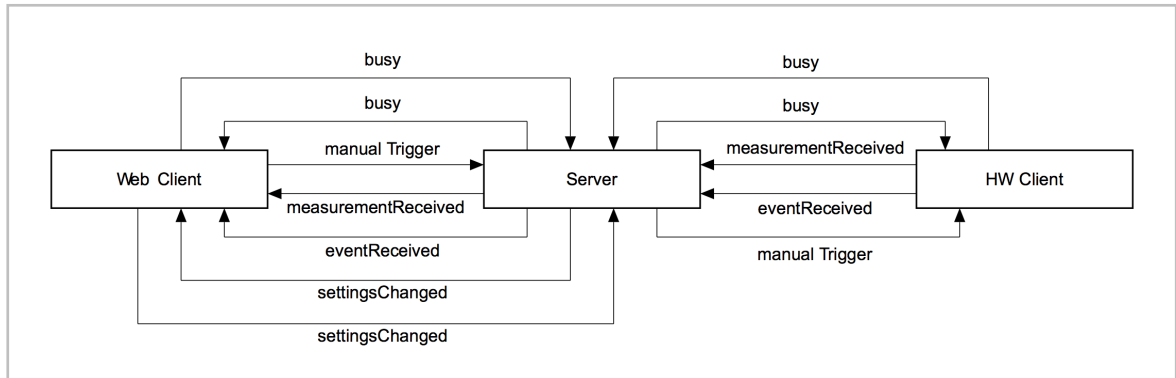 busy
busy
busy
busy
manual Trigger
measurementReceived
Web Client
Server
HW Client
measurementReceived
eventReceived
eventReceived
manual Trigger
settingsChanged
settingsChanged